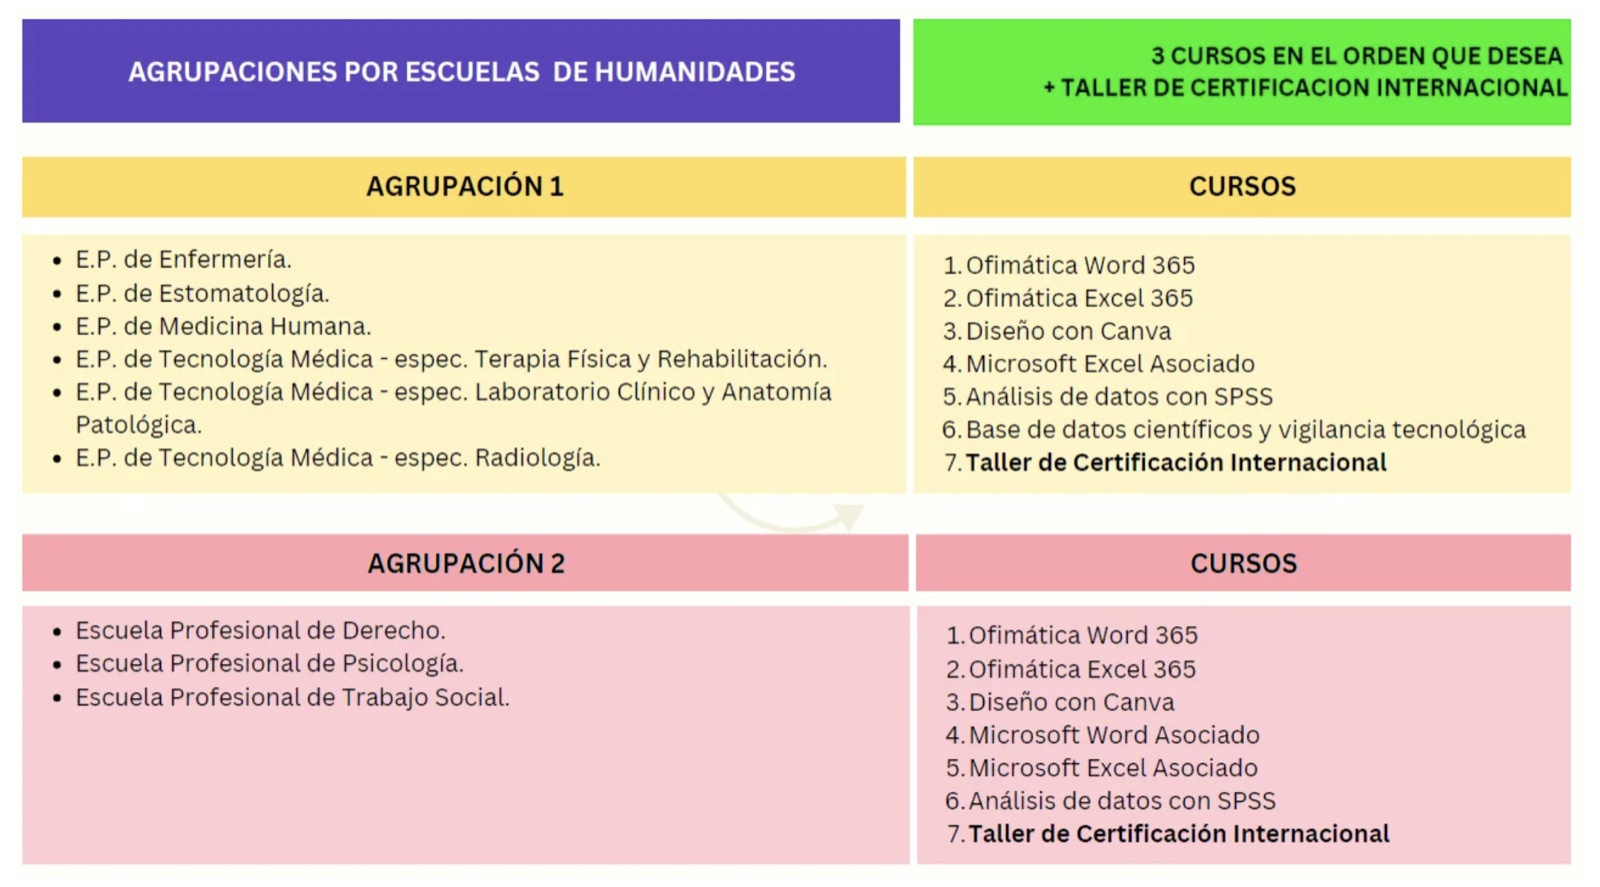 AGRUPACIONES POR ESCUELAS DE HUMANIDADES
3 CURSOS EN EL ORDEN QUE DESEA
+ TALLER DE CERTIFICACION INTERNACIONAL
AGRUPACIÓN 1
CURSOS
• E.P. de Enfermería.
• E.P. de Estomatología.
• E.P. de Medicina Humana.
• E.P. de Tecnología Médica - espec. Terapia Física y Rehabilitación.
• E.P. de Tecnología Médica - espec. Laboratorio Clínico y Anatomía
Patológica.
• E.P. de Tecnología Médica - espec. Radiología.
1. Ofimática Word 365
2. Ofimática Excel 365
3. Diseño con Canva
4. Microsoft Excel Asociado
5. Análisis de datos con SPSS
6. Base de datos científicos y vigilancia tecnológica
7. Taller de Certificación Internacional
AGRUPACIÓN 2
CURSOS
• Escuela Profesional de Derecho.
• Escuela Profesional de Psicología.
• Escuela Profesional de Trabajo Social.
1. Ofimática Word 365
2. Ofimática Excel 365
3. Diseño con Canva
4. Microsoft Word Asociado
5. Microsoft Excel Asociado
6. Análisis de datos con SPSS
7. Taller de Certificación Internacional